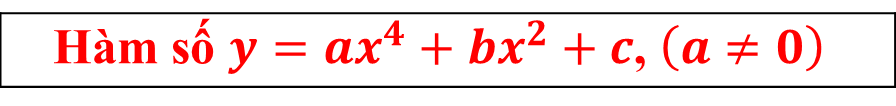 Hàm số y = ax⁴ + bx² + c, (a ≠ 0)